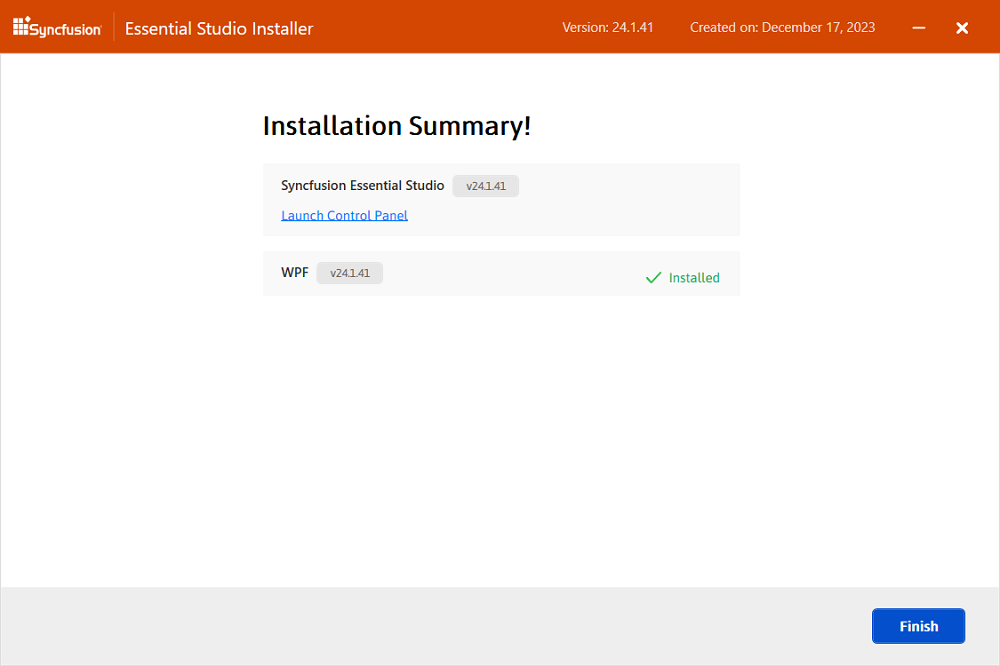 Syncfusion Essential Studio Installer Version: 24.1.41 Created on: December 17, 2023
Installation Summary!
Syncfusion Essential Studio v24.1.41
Launch Control Panel
WPF v24.1.41 Installed
Finish